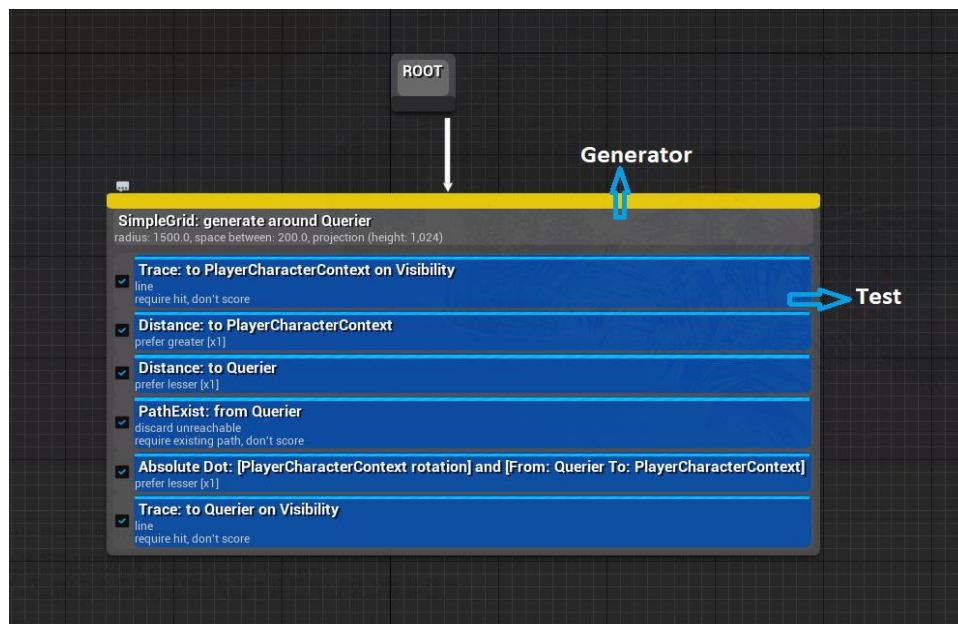 ROOT
Generator
SimpleGrid: generate around Querier
radius: 1500.0, space between: 200.0, projection (height: 1,024)
Trace: to PlayerCharacterContext on Visibility
line
require hit, don't score
Test
Distance: to PlayerCharacterContext
prefer greater [x1]
Distance: to Querier
prefer lesser [x1]
PathExist: from Querier
discard unreachable
require existing path, don't score
Absolute Dot: [PlayerCharacterContext rotation] and [From: Querier To: PlayerCharacterContext]
prefer lesser [x1]
Trace: to Querier on Visibility
line
require hit, don't score